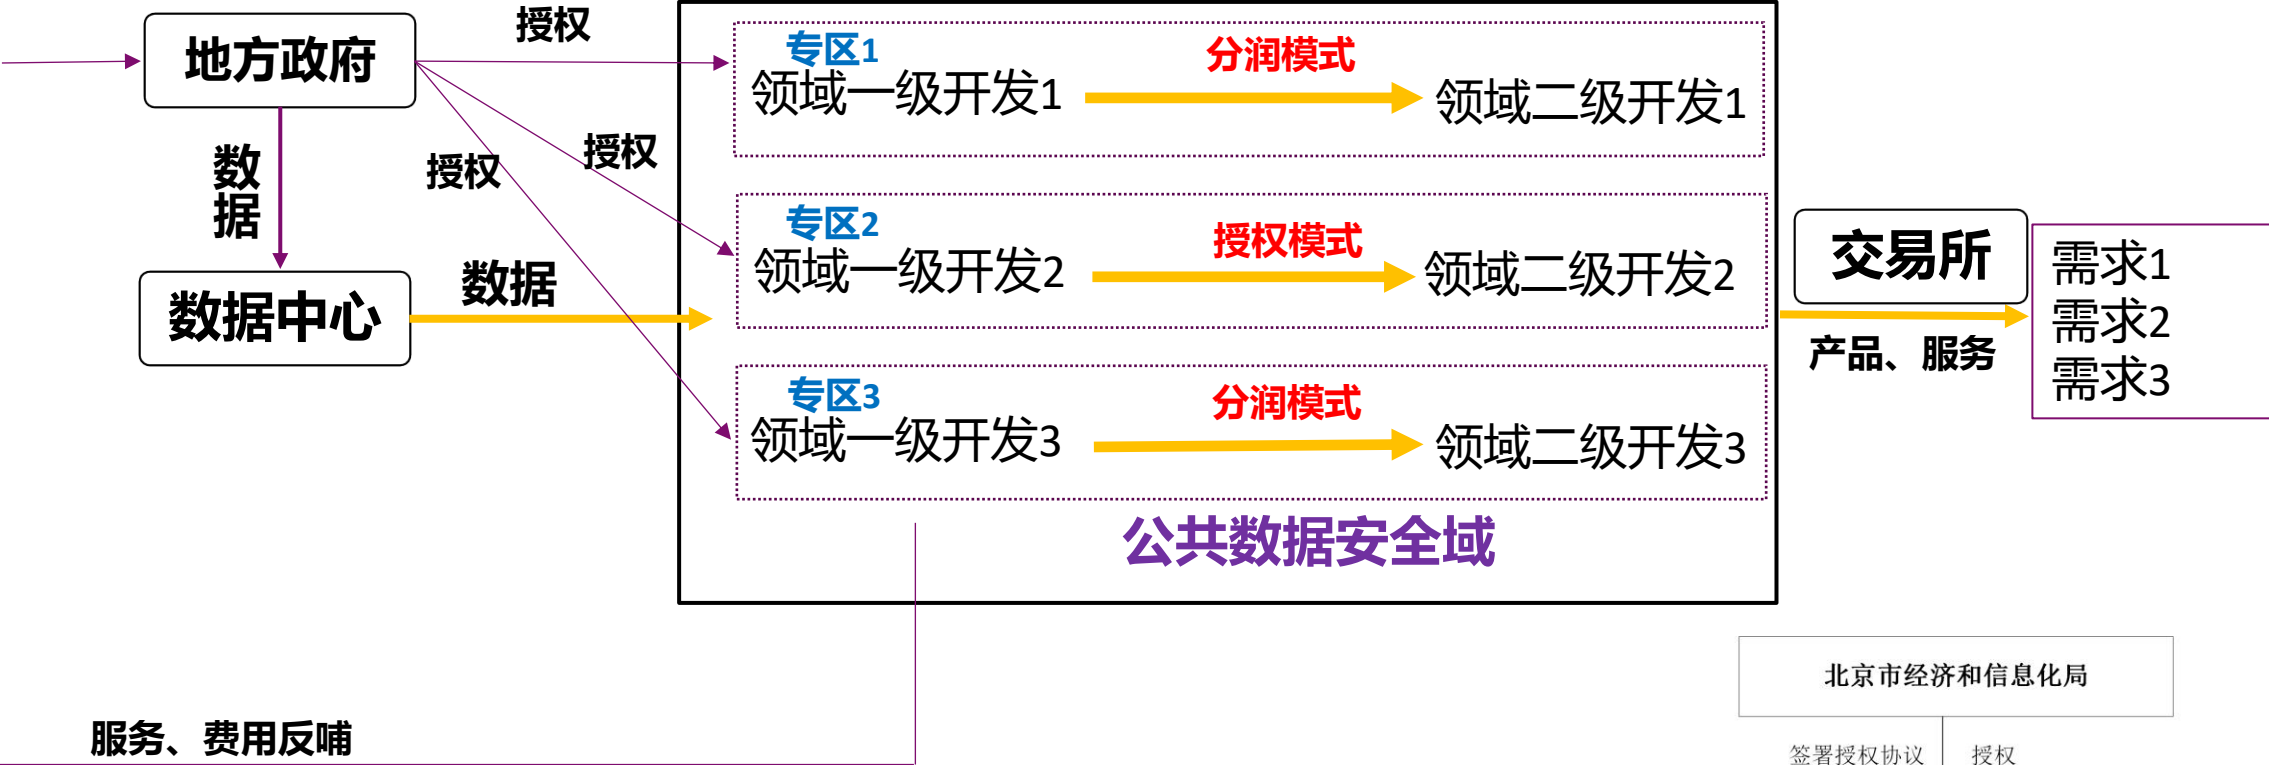 地方政府
授权
专区1
分润模式
领域一级开发1
领域二级开发1
数据
授权
授权
专区2
授权模式
领域一级开发2
领域二级开发2
数据中心
数据
专区3
分润模式
领域一级开发3
领域二级开发3
公共数据安全域
交易所
产品、服务
需求1
需求2
需求3
服务、费用反哺
北京市经济和信息化局
签署授权协议
授权